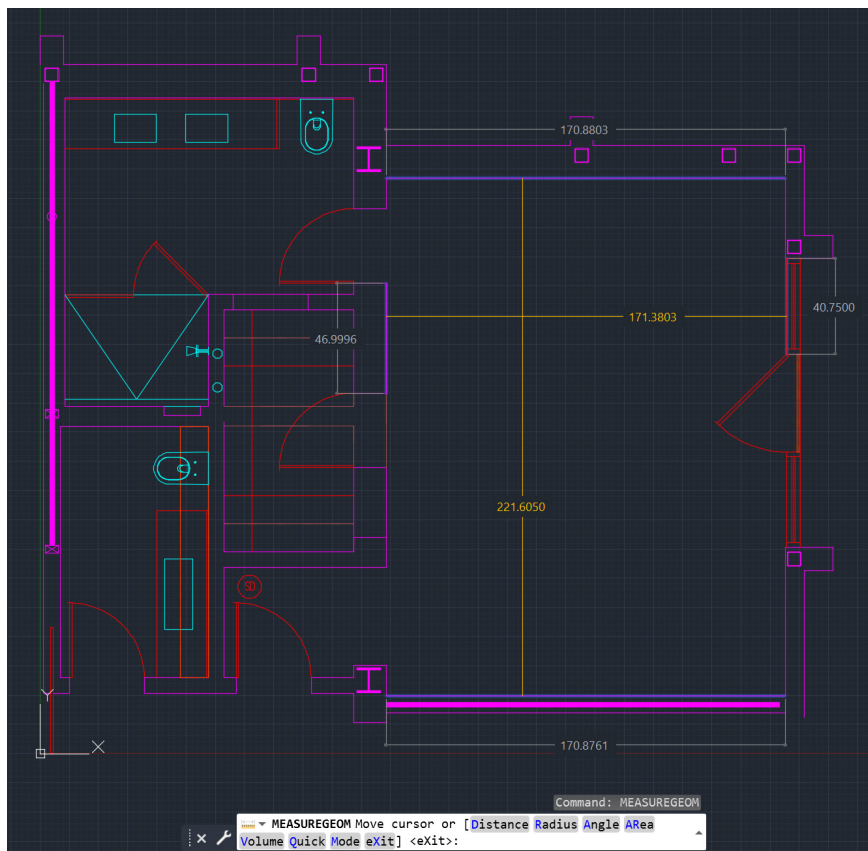 170.8803
171.3803
40.7500
46.9996
221.6050
SD
Y
X
170.8761
Command: MEASUREGEOM
MEASUREGEOM Move cursor or [Distance Radius Angle ARea
Volume Quick Mode eXit] <eXit>: